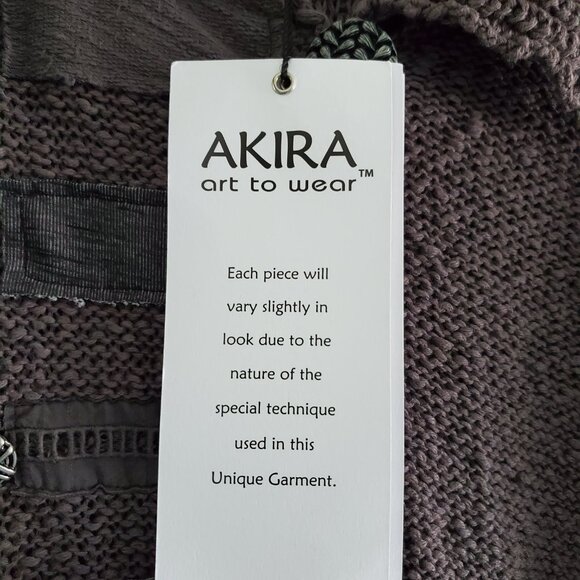 AKIRA
art to wear™
Each piece will
vary slightly in
look due to the
nature of the
special technique
used in this
Unique Garment.